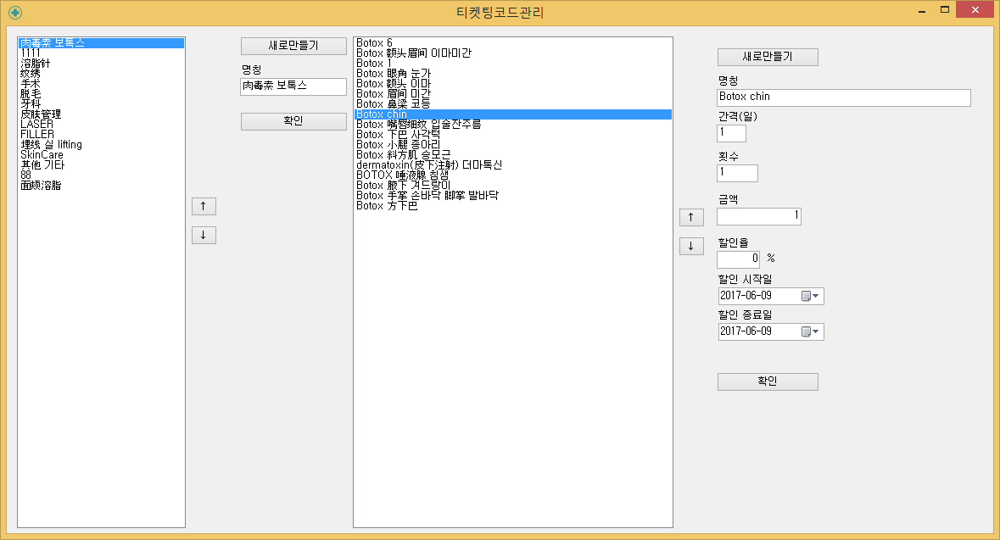 티켓팅코드관리
肉毒素 보톡스
1111
溶脂针
纹绣
手术
脱毛
牙科
皮肤管理
LASER
FILLER
埋线 실 lifting
SkinCare
其他 기타
88
面颊溶脂
↑
↓
새로만들기
명칭
肉毒素 보톡스
확인
Botox 6
Botox 额头眉间 이마미간
Botox 1
Botox 眼角 눈가
Botox 额头 이마
Botox 眉间 미간
Botox 鼻梁 코등
Botox chin
Botox 嘴唇细纹 입술잔주름
Botox 下巴 사각턱
Botox 小腿 종아리
Botox 斜方肌 승모근
dermatoxin(皮下注射) 더마톡신
BOTOX 唾液腺 침샘
Botox 腋下 겨드랑이
Botox 手掌 손바닥 脚掌 발바닥
Botox 方下巴
↑
↓
새로만들기
명칭
Botox chin
간격(일)
1
횟수
1
금액
1
할인율
0 %
할인 시작일
2017-06-09
할인 종료일
2017-06-09
확인